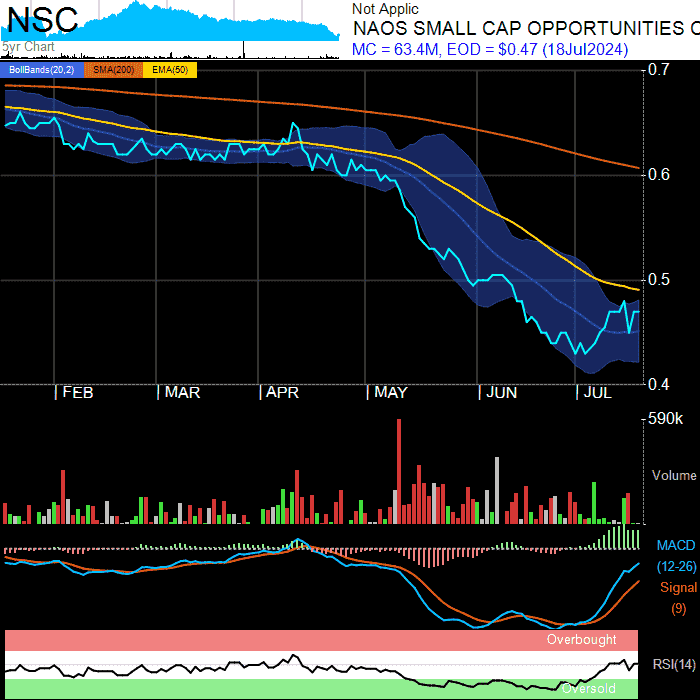 NSC
5yr Chart
Not Applic
NAOS SMALL CAP OPPORTUNITIES C
MC = 63.4M, EOD = $0.47 (18Jul2024)
BollBands(20,2) SMA(200) EMA(50)
0.7
0.6
0.5
0.4
FEB MAR APR MAY JUN JUL
590k
Volume
MACD
(12-26)
Signal
(9)
Overbought
RSI(14)
Oversold